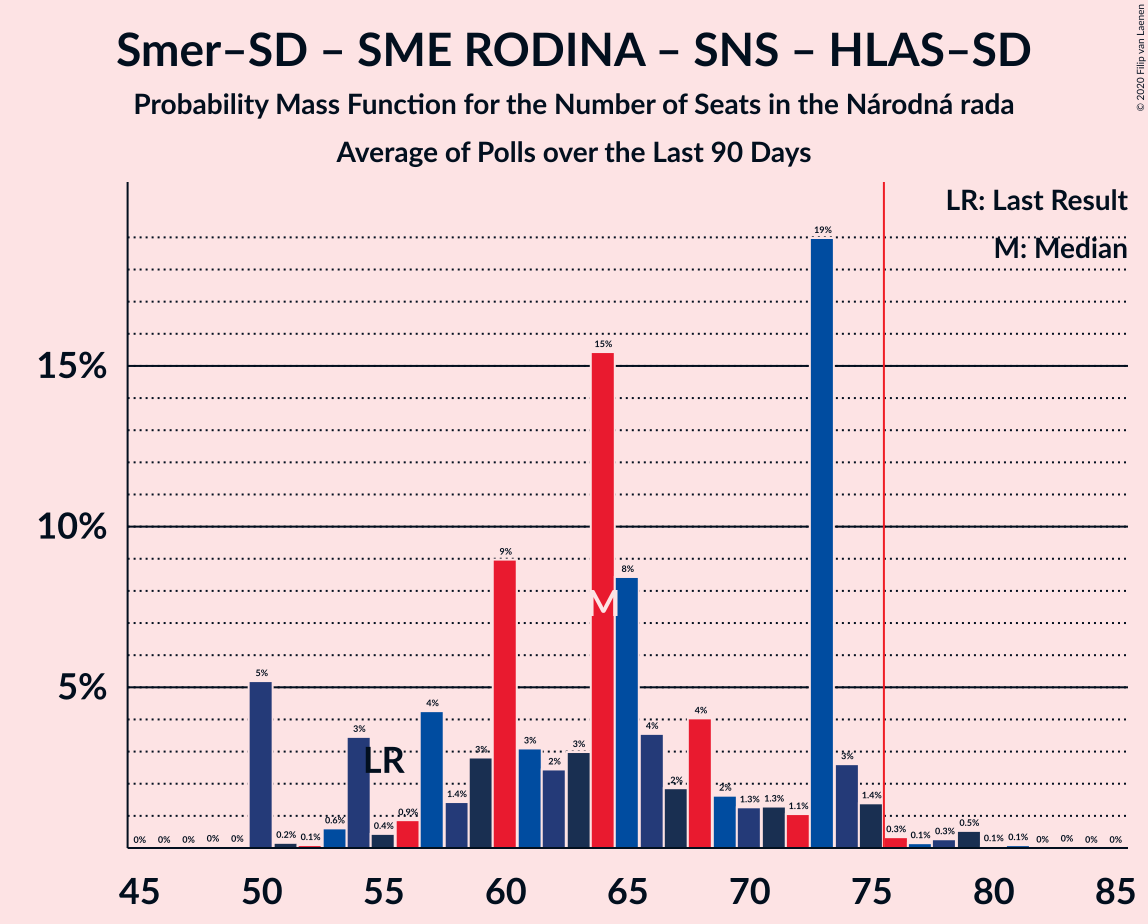 Smer–SD – SME RODINA – SNS – HLAS–SD
Probability Mass Function for the Number of Seats in the Národná rada
Average of Polls over the Last 90 Days
© 2020 Filip van Laenen
LR: Last Result
M: Median
15%
10%
5%
0% 0% 0% 0% 0% 5% 0.2% 0.1% 0.6% 3% 0.4% 0.9% 4% 1.4% 3% 9% 3% 2% 3% 15% 8% 4% 2% 4% 2% 1.3% 1.3% 1.1% 19% 3% 1.4% 0.3% 0.1% 0.3% 0.5% 0.1% 0.1% 0% 0% 0% 0%
LR
M
45 50 55 60 65 70 75 80 85